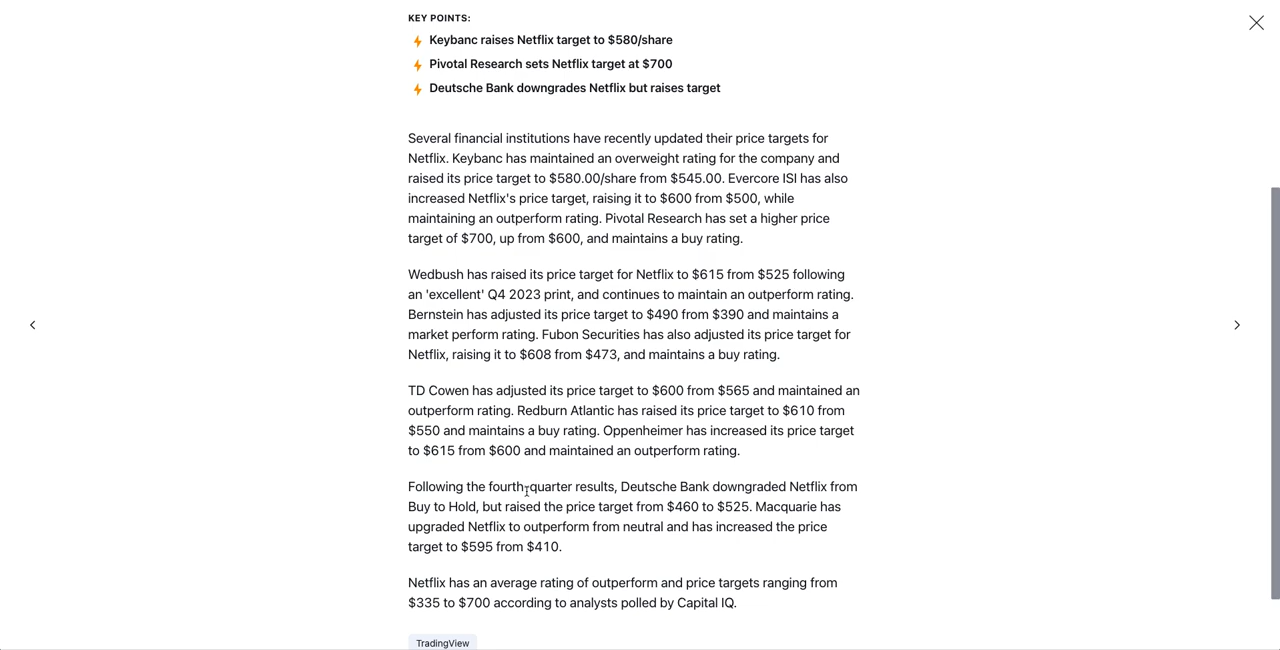 KEY POINTS:
Keybanc raises Netflix target to $580/share
Pivotal Research sets Netflix target at $700
Deutsche Bank downgrades Netflix but raises target
Several financial institutions have recently updated their price targets for
Netflix. Keybanc has maintained an overweight rating for the company and
raised its price target to $580.00/share from $545.00. Evercore ISI has also
increased Netflix's price target, raising it to $600 from $500, while
maintaining an outperform rating. Pivotal Research has set a higher price
target of $700, up from $600, and maintains a buy rating.
Wedbush has raised its price target for Netflix to $615 from $525 following
an 'excellent' Q4 2023 print, and continues to maintain an outperform rating.
Bernstein has adjusted its price target to $490 from $390 and maintains a
market perform rating. Fubon Securities has also adjusted its price target for
Netflix, raising it to $608 from $473, and maintains a buy rating.
TD Cowen has adjusted its price target to $600 from $565 and maintained an
outperform rating. Redburn Atlantic has raised its price target to $610 from
$550 and maintains a buy rating. Oppenheimer has increased its price target
to $615 from $600 and maintained an outperform rating.
Following the fourth-quarter results, Deutsche Bank downgraded Netflix from
Buy to Hold, but raised the price target from $460 to $525. Macquarie has
upgraded Netflix to outperform from neutral and has increased the price
target to $595 from $410.
Netflix has an average rating of outperform and price targets ranging from
$335 to $700 according to analysts polled by Capital IQ.
TradingView